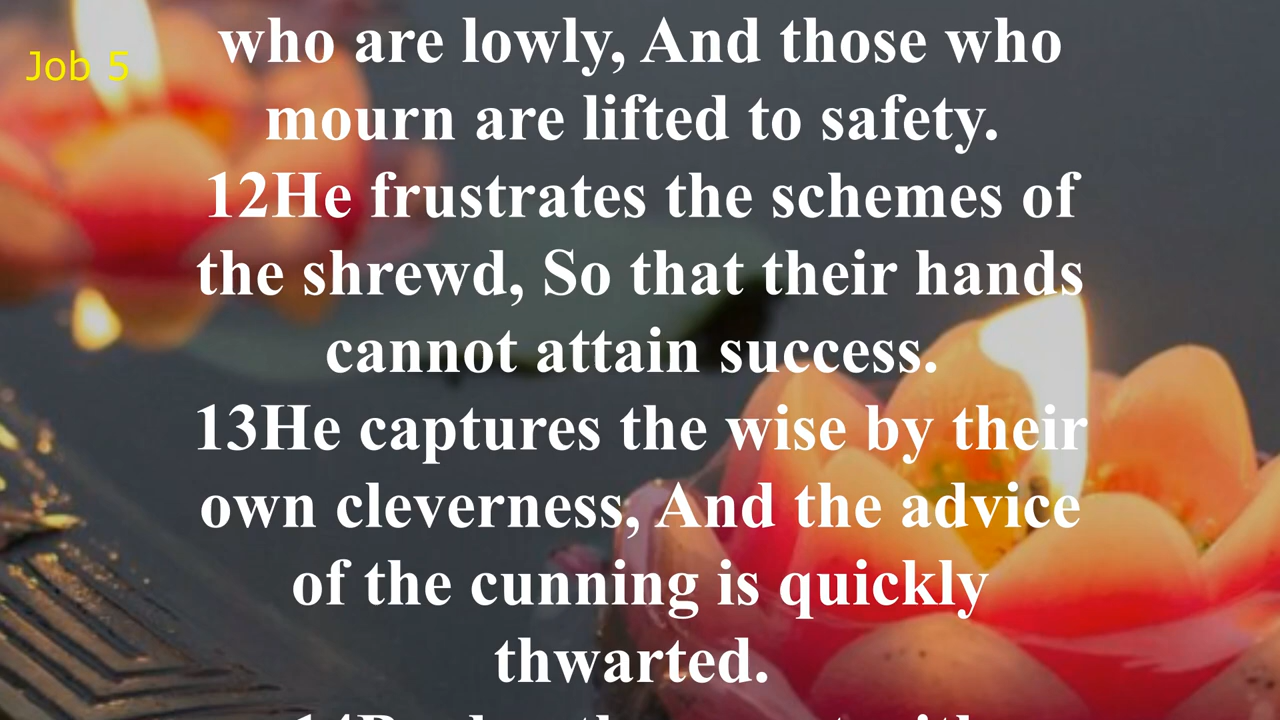 Job 5
who are lowly, And those who
mourn are lifted to safety.
12He frustrates the schemes of
the shrewd, So that their hands
cannot attain success.
13He captures the wise by their
own cleverness, And the advice
of the cunning is quickly
thwarted.